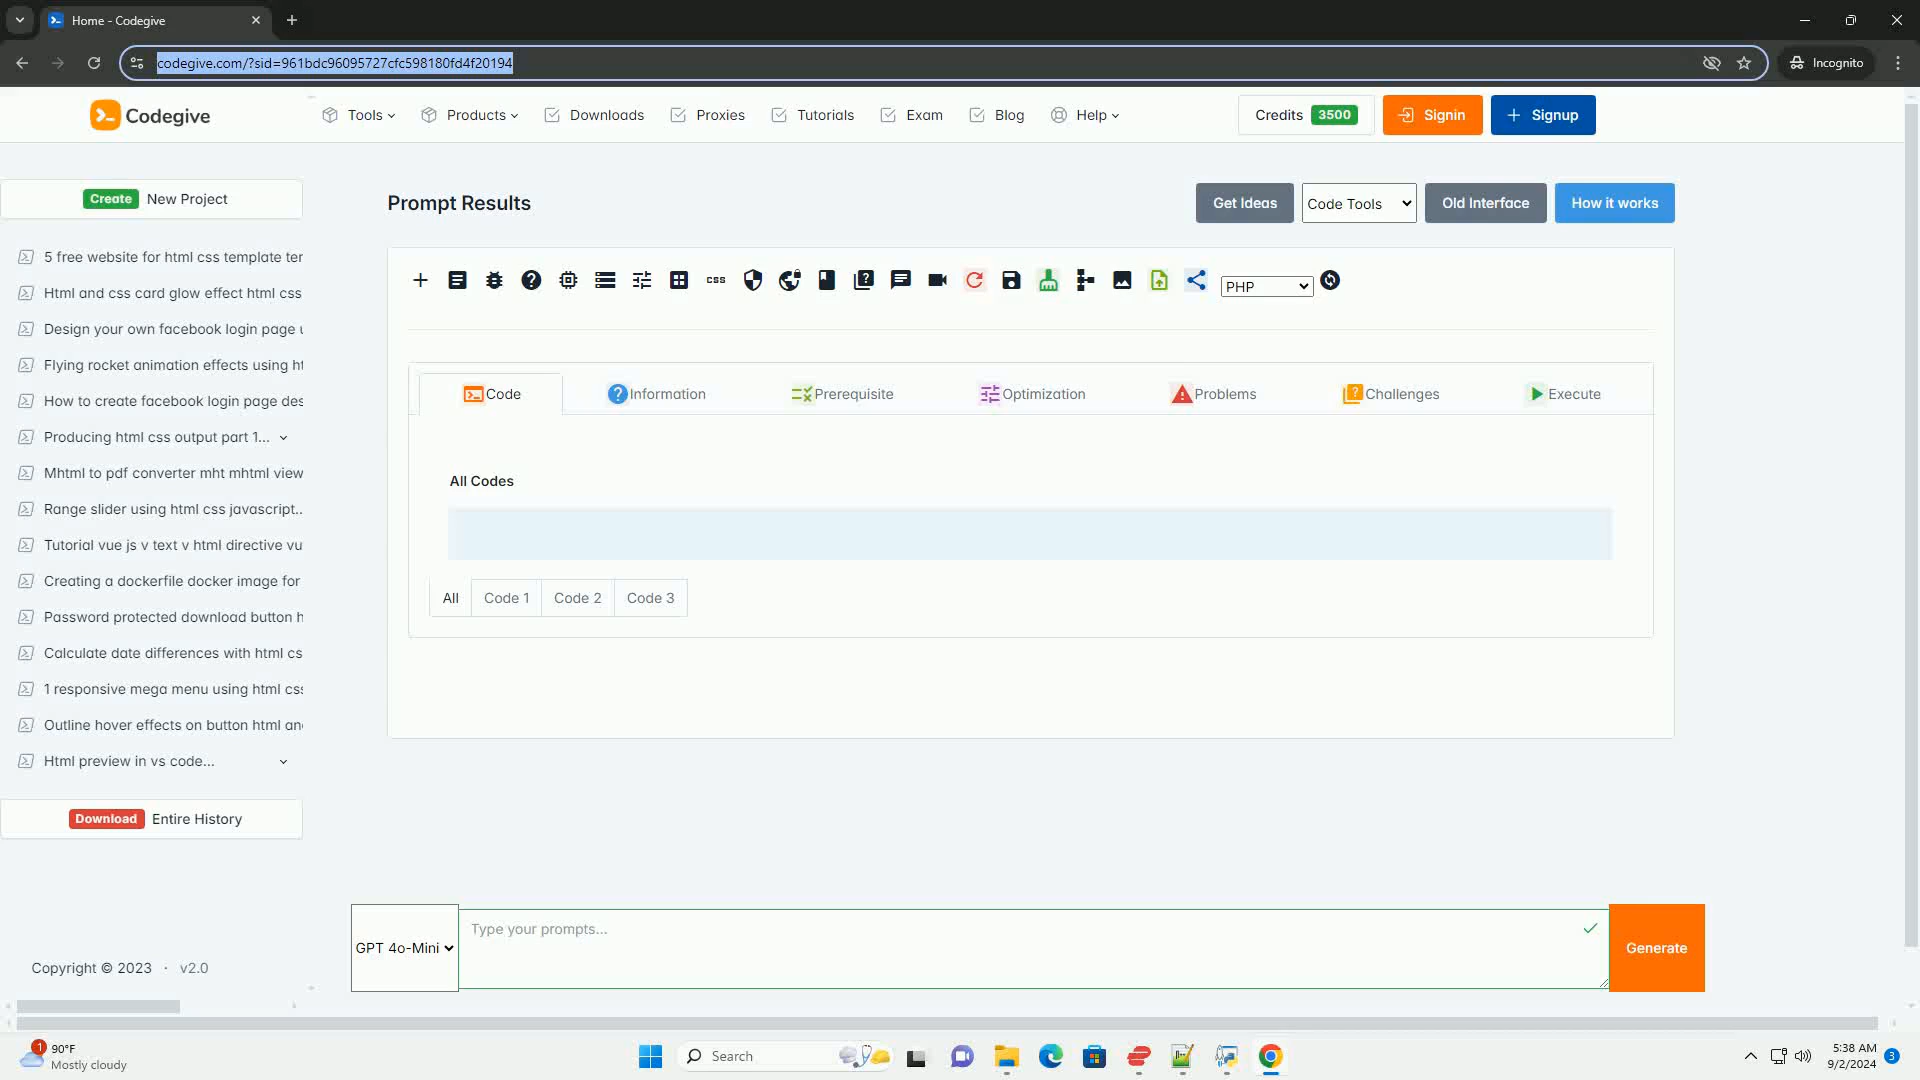 Home - Codegive
codegive.com/?sid=961bdc96095727cfc598180fd4f20194
Incognito
Codegive
Tools
Products
Downloads
Proxies
Tutorials
Exam
Blog
Help
Credits 3500
Signin
Signup
Create New Project
5 free website for html css template ter
Html and css card glow effect html css
Design your own facebook login page u
Flying rocket animation effects using ht
How to create facebook login page des
Producing html css output part 1...
Mhtml to pdf converter mht mhtml view
Range slider using html css javascript..
Tutorial vue js v text v html directive vu
Creating a dockerfile docker image for
Password protected download button h
Calculate date differences with html cs
1 responsive mega menu using html css
Outline hover effects on button html an
Html preview in vs code...
Download Entire History
Copyright © 2023 · v2.0
Prompt Results
Get Ideas
Code Tools
Old Interface
How it works
css
PHP
Code
Information
Prerequisite
Optimization
Problems
Challenges
Execute
All Codes
All
Code 1
Code 2
Code 3
GPT 4o-Mini
Type your prompts...
Generate
1
90°F
Mostly cloudy
Search
5:38 AM
9/2/2024
3